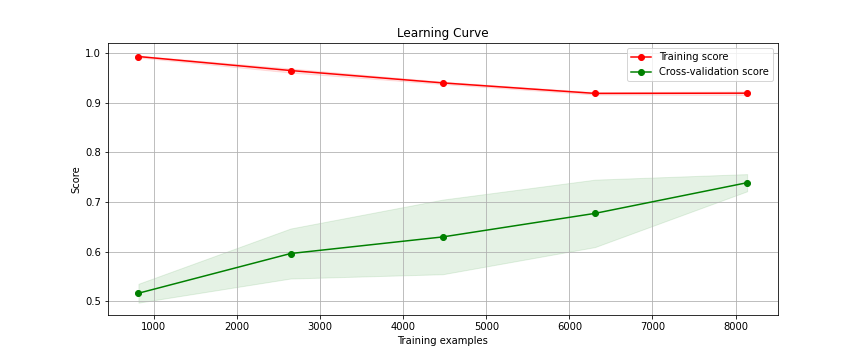 Learning Curve
Training score
Cross-validation score
1.0
0.9
0.8
0.7
0.6
0.5
Score
1000 2000 3000 4000 5000 6000 7000 8000
Training examples